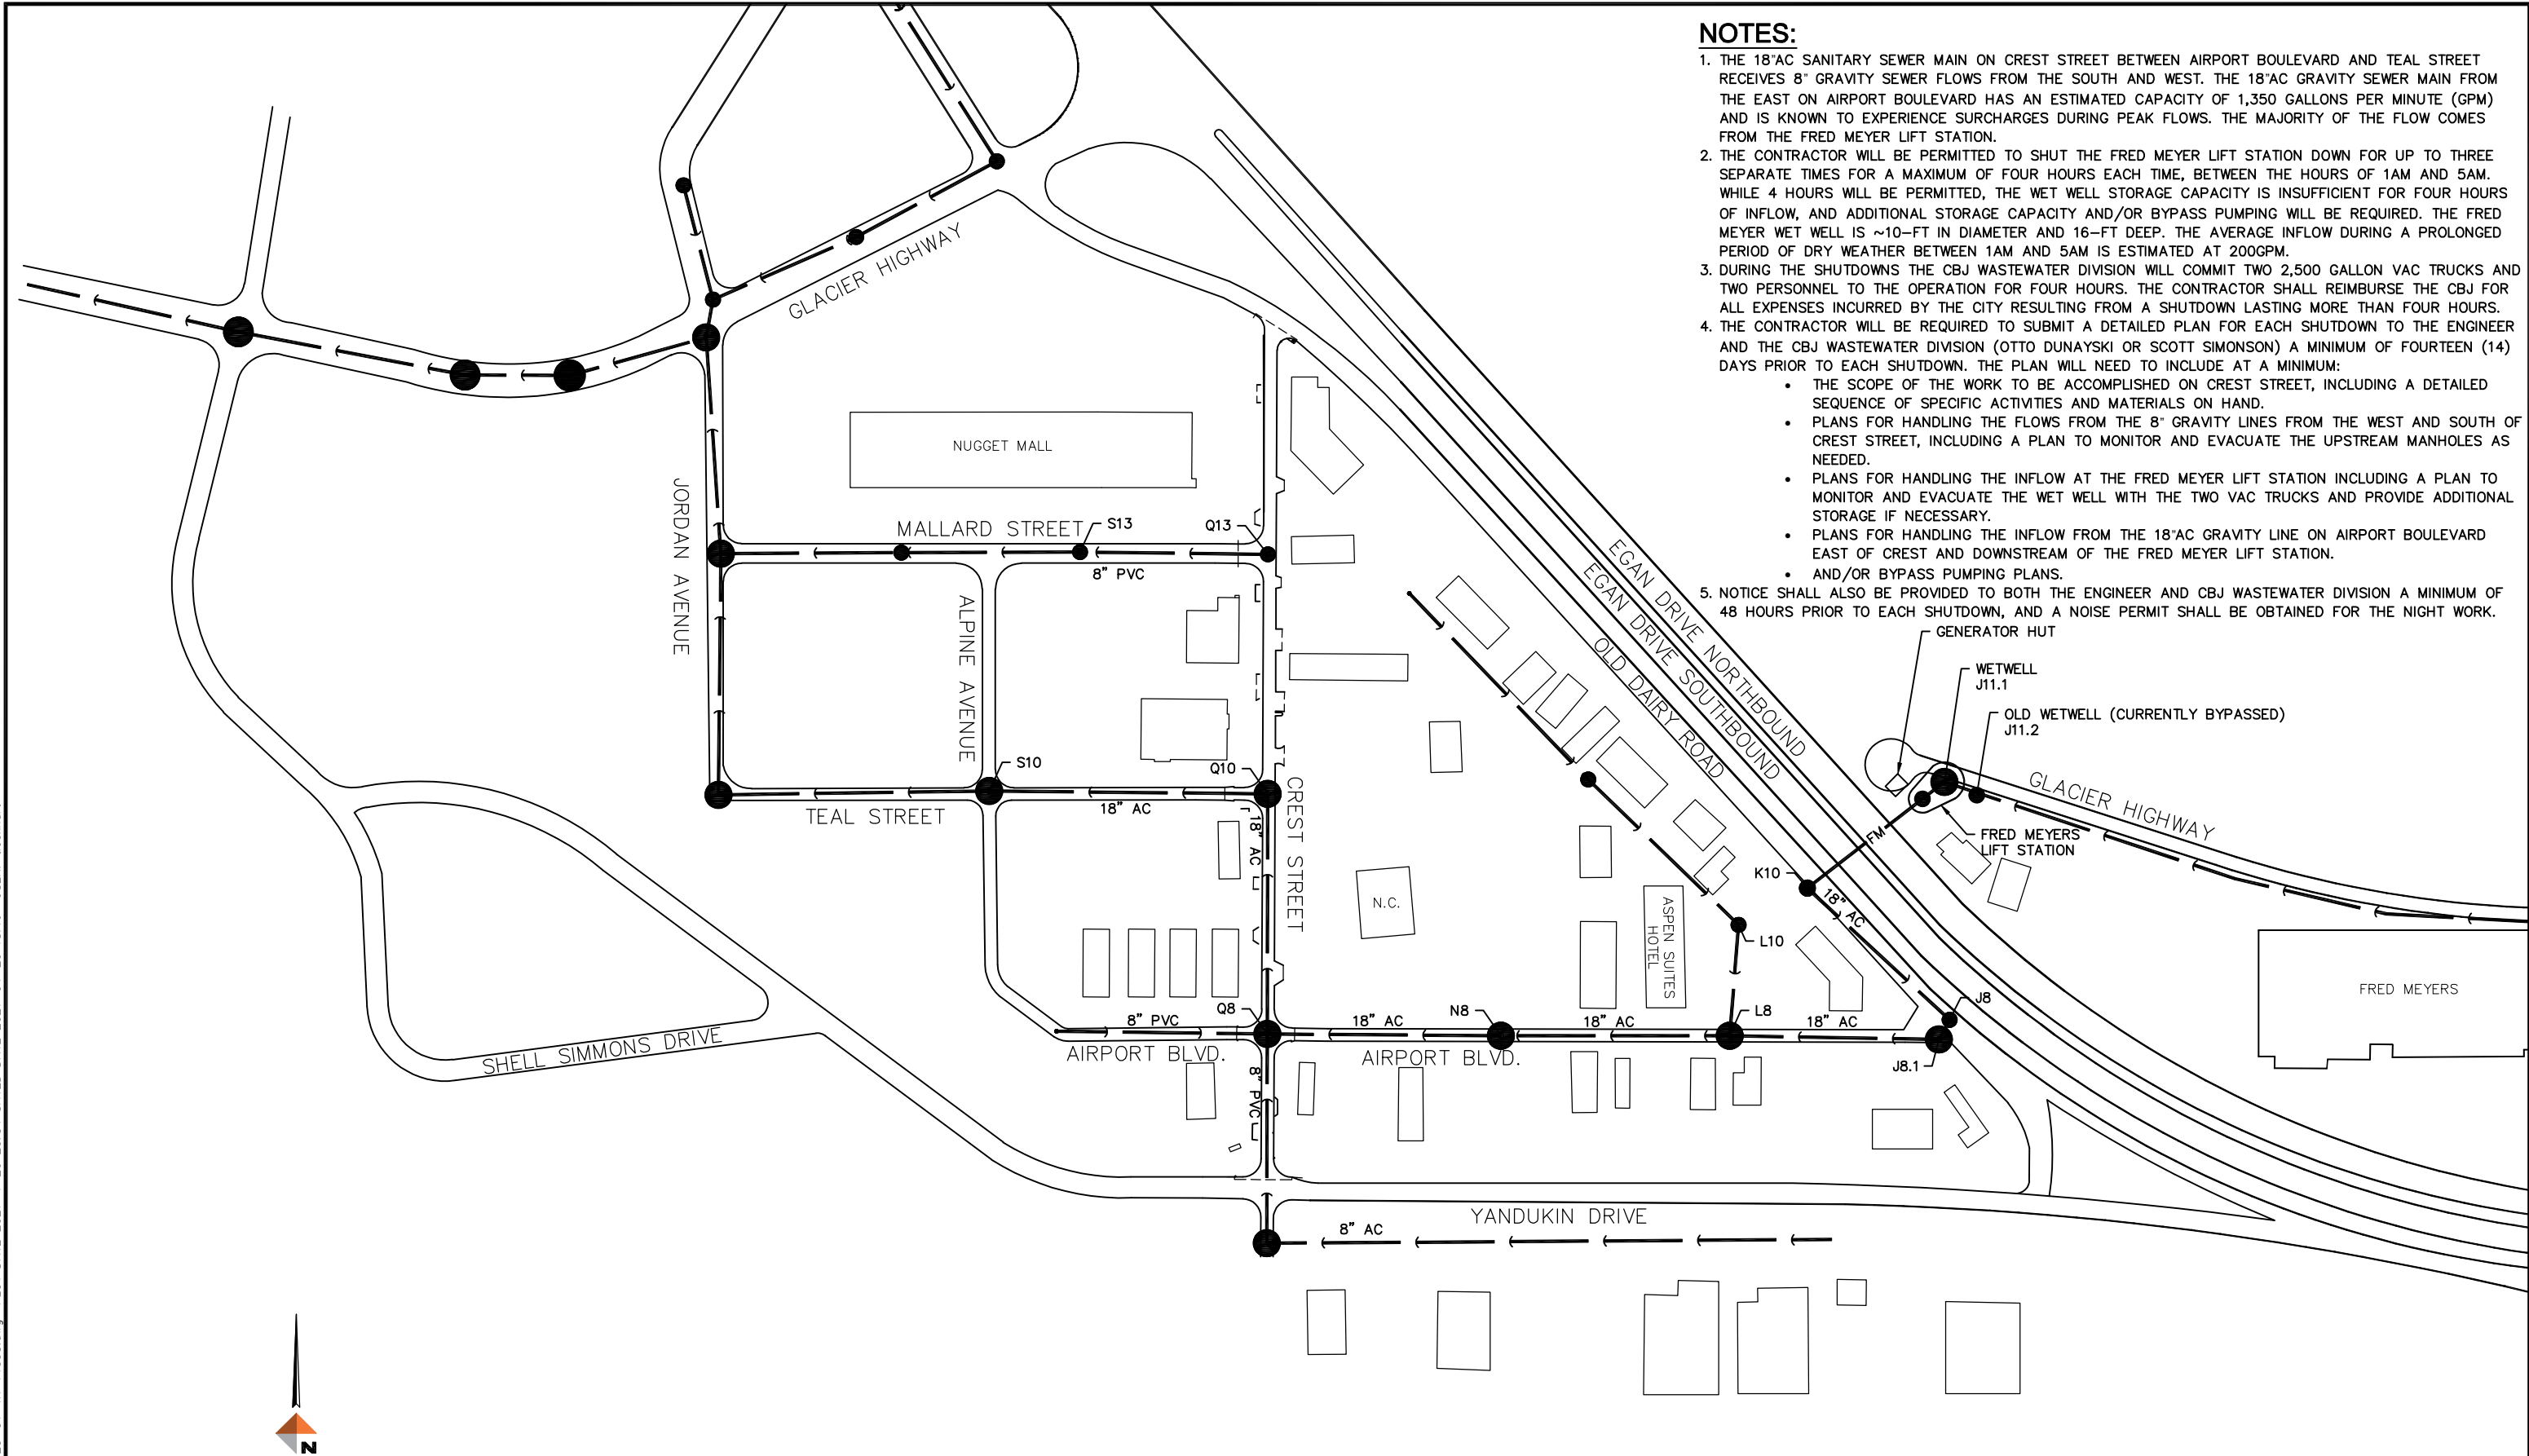 NOTES:
1. THE 18"AC SANITARY SEWER MAIN ON CREST STREET BETWEEN AIRPORT BOULEVARD AND TEAL STREET
RECEIVES 8" GRAVITY SEWER FLOWS FROM THE SOUTH AND WEST. THE 18"AC GRAVITY SEWER MAIN FROM
THE EAST ON AIRPORT BOULEVARD HAS AN ESTIMATED CAPACITY OF 1,350 GALLONS PER MINUTE (GPM)
AND IS KNOWN TO EXPERIENCE SURCHARGES DURING PEAK FLOWS. THE MAJORITY OF THE FLOW COMES
FROM THE FRED MEYER LIFT STATION.
2. THE CONTRACTOR WILL BE PERMITTED TO SHUT THE FRED MEYER LIFT STATION DOWN FOR UP TO THREE
SEPARATE TIMES FOR A MAXIMUM OF FOUR HOURS EACH TIME, BETWEEN THE HOURS OF 1AM AND 5AM.
WHILE 4 HOURS WILL BE PERMITTED, THE WET WELL STORAGE CAPACITY IS INSUFFICIENT FOR FOUR HOURS
OF INFLOW, AND ADDITIONAL STORAGE CAPACITY AND/OR BYPASS PUMPING WILL BE REQUIRED. THE FRED
MEYER WET WELL IS ~10-FT IN DIAMETER AND 16-FT DEEP. THE AVERAGE INFLOW DURING A PROLONGED
PERIOD OF DRY WEATHER BETWEEN 1AM AND 5AM IS ESTIMATED AT 200GPM.
3. DURING THE SHUTDOWNS THE CBJ WASTEWATER DIVISION WILL COMMIT TWO 2,500 GALLON VAC TRUCKS AND
TWO PERSONNEL TO THE OPERATION FOR FOUR HOURS. THE CONTRACTOR SHALL REIMBURSE THE CBJ FOR
ALL EXPENSES INCURRED BY THE CITY RESULTING FROM A SHUTDOWN LASTING MORE THAN FOUR HOURS.
4. THE CONTRACTOR WILL BE REQUIRED TO SUBMIT A DETAILED PLAN FOR EACH SHUTDOWN TO THE ENGINEER
AND THE CBJ WASTEWATER DIVISION (OTTO DUNAYSKI OR SCOTT SIMONSON) A MINIMUM OF FOURTEEN (14)
DAYS PRIOR TO EACH SHUTDOWN. THE PLAN WILL NEED TO INCLUDE AT A MINIMUM:
• THE SCOPE OF THE WORK TO BE ACCOMPLISHED ON CREST STREET, INCLUDING A DETAILED
SEQUENCE OF SPECIFIC ACTIVITIES AND MATERIALS ON HAND.
• PLANS FOR HANDLING THE FLOWS FROM THE 8" GRAVITY LINES FROM THE WEST AND SOUTH OF
CREST STREET, INCLUDING A PLAN TO MONITOR AND EVACUATE THE UPSTREAM MANHOLES AS
NEEDED.
• PLANS FOR HANDLING THE INFLOW AT THE FRED MEYER LIFT STATION INCLUDING A PLAN TO
MONITOR AND EVACUATE THE WET WELL WITH THE TWO VAC TRUCKS AND PROVIDE ADDITIONAL
STORAGE IF NECESSARY.
• PLANS FOR HANDLING THE INFLOW FROM THE 18"AC GRAVITY LINE ON AIRPORT BOULEVARD
EAST OF CREST AND DOWNSTREAM OF THE FRED MEYER LIFT STATION.
• AND/OR BYPASS PUMPING PLANS.
5. NOTICE SHALL ALSO BE PROVIDED TO BOTH THE ENGINEER AND CBJ WASTEWATER DIVISION A MINIMUM OF
48 HOURS PRIOR TO EACH SHUTDOWN, AND A NOISE PERMIT SHALL BE OBTAINED FOR THE NIGHT WORK.
GENERATOR HUT
WETWELL
J11.1
OLD WETWELL (CURRENTLY BYPASSED)
J11.2
GLACIER HIGHWAY
FRED MEYERS
LIFT STATION
FM
FRED MEYERS
GLACIER HIGHWAY
NUGGET MALL
JORDAN AVENUE
MALLARD STREET
S13
Q13
8" PVC
ALPINE AVENUE
EGAN DRIVE NORTHBOUND
EGAN DRIVE SOUTHBOUND
OLD DAIRY ROAD
S10
Q10
TEAL STREET
18" AC
18" AC
CREST STREET
N.C.
ASPEN SUITES
HOTEL
K10
18" AC
L10
J8
8" PVC
Q8
18" AC
N8
18" AC
L8
18" AC
AIRPORT BLVD.
AIRPORT BLVD.
J8.1
8" PVC
SHELL SIMMONS DRIVE
YANDUKIN DRIVE
8" AC
N